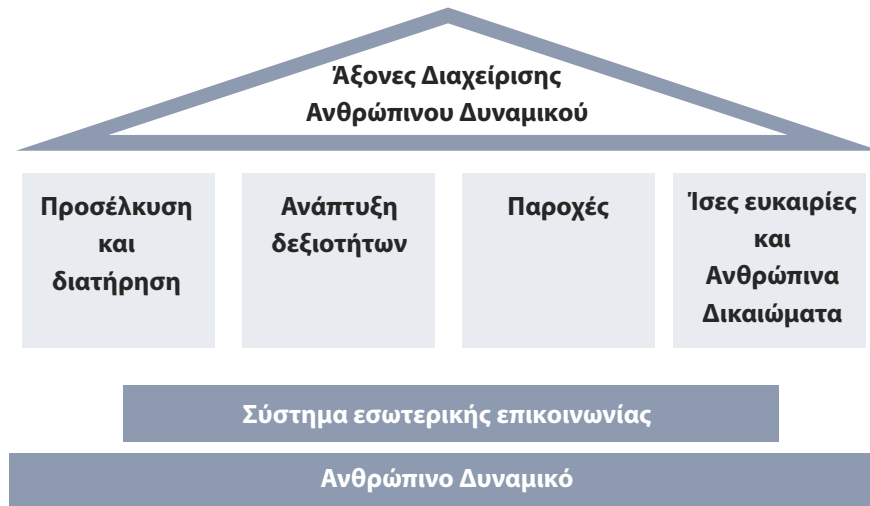 Άξονες Διαχείρισης
Ανθρώπινου Δυναμικού
Προσέλκυση
και
διατήρηση
Ανάπτυξη
δεξιοτήτων
Παροχές
Ίσες ευκαιρίες
και
Ανθρώπινα
Δικαιώματα
Σύστημα εσωτερικής επικοινωνίας
Ανθρώπινο Δυναμικό